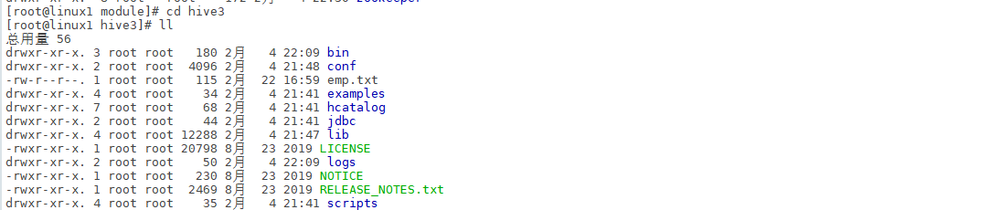 [root@linux1 module]# cd hive3
[root@linux1 hive3]# ll
总用量 56
drwxr-xr-x. 3 root root   180 2月   4 22:09 bin
drwxr-xr-x. 2 root root  4096 2月   4 21:48 conf
-rw-r--r--. 1 root root   115 2月  22 16:59 emp.txt
drwxr-xr-x. 4 root root    34 2月   4 21:41 examples
drwxr-xr-x. 7 root root    68 2月   4 21:41 hcatalog
drwxr-xr-x. 2 root root    44 2月   4 21:41 jdbc
drwxr-xr-x. 4 root root 12288 2月   4 21:47 lib
-rwxr-xr-x. 1 root root 20798 8月  23 2019 LICENSE
drwxr-xr-x. 2 root root    50 2月   4 22:09 logs
-rwxr-xr-x. 1 root root   230 8月  23 2019 NOTICE
-rwxr-xr-x. 1 root root  2469 8月  23 2019 RELEASE_NOTES.txt
drwxr-xr-x. 4 root root    35 2月   4 21:41 scripts